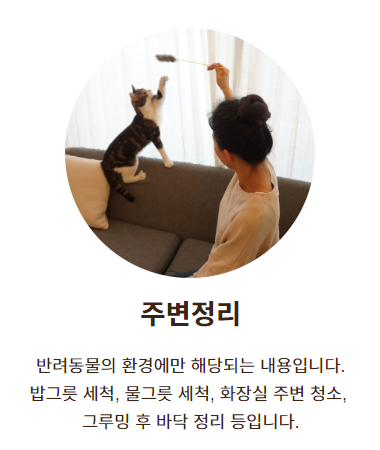 주변정리
반려동물의 환경에만 해당되는 내용입니다.
밥그릇 세척, 물그릇 세척, 화장실 주변 청소,
그루밍 후 바닥 정리 등입니다.